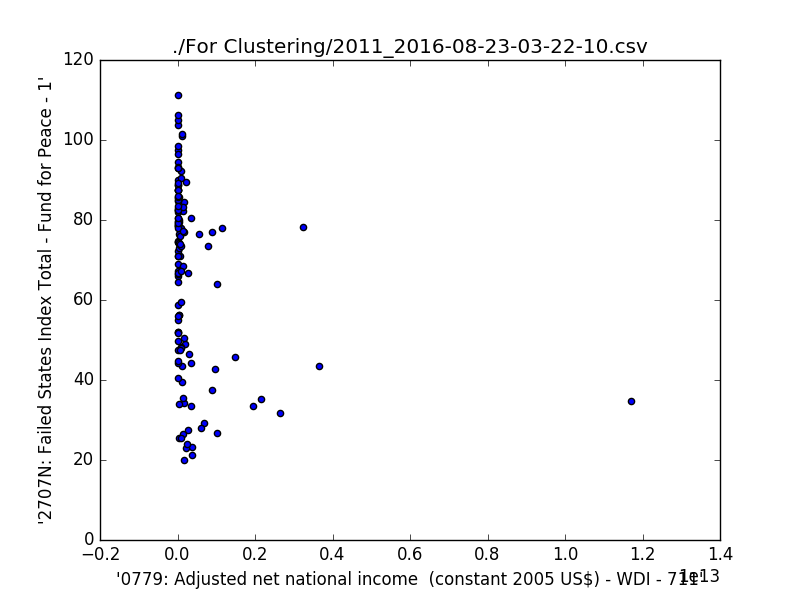 ./For Clustering/2011_2016-08-23-03-22-10.csv
120
100
80
60
40
20
0
'2707N: Failed States Index Total - Fund for Peace - 1'
−0.2 0.0 0.2 0.4 0.6 0.8 1.0 1.2 1.4
1e13
'0779: Adjusted net national income  (constant 2005 US$) - WDI - 711'